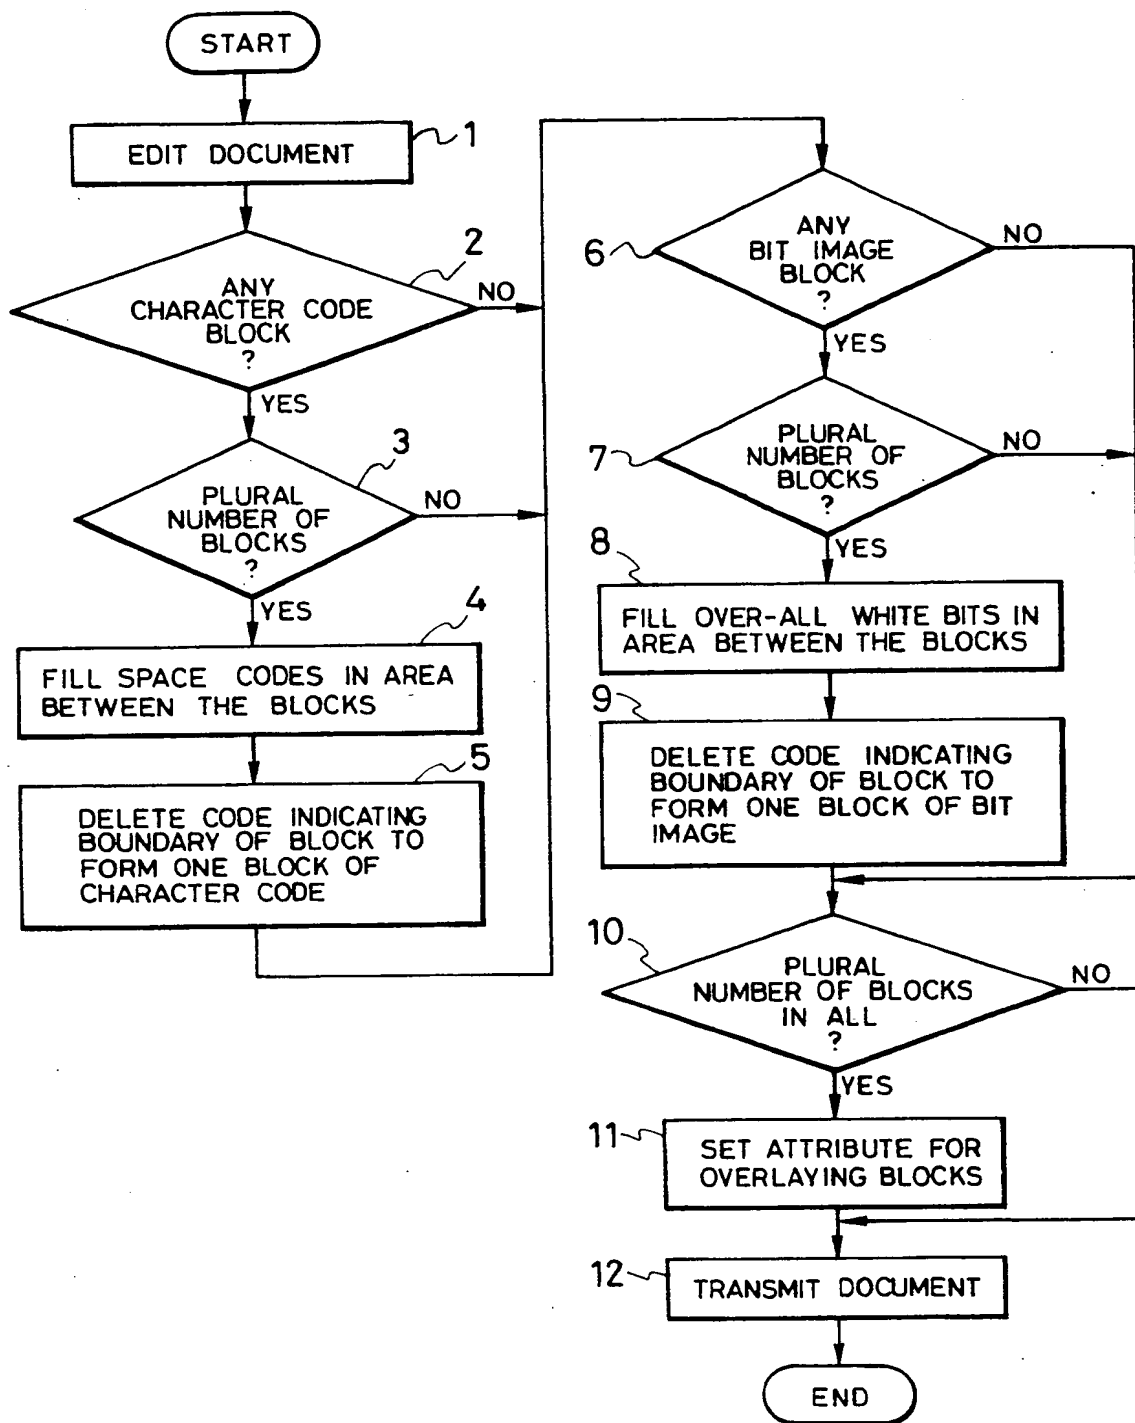 START
1
EDIT DOCUMENT
2
ANY
CHARACTER CODE
BLOCK
?
NO
YES
3
PLURAL
NUMBER OF
BLOCKS
?
NO
YES
4
FILL SPACE CODES IN AREA
BETWEEN THE BLOCKS
5
DELETE CODE INDICATING
BOUNDARY OF BLOCK TO
FORM ONE BLOCK OF
CHARACTER CODE
6
ANY
BIT IMAGE
BLOCK
?
NO
YES
7
PLURAL
NUMBER OF
BLOCKS
?
NO
YES
8
FILL OVER-ALL WHITE BITS IN
AREA BETWEEN THE BLOCKS
9
DELETE CODE INDICATING
BOUNDARY OF BLOCK TO
FORM ONE BLOCK OF BIT
IMAGE
10
PLURAL
NUMBER OF BLOCKS
IN ALL
?
NO
YES
11
SET ATTRIBUTE FOR
OVERLAYING BLOCKS
12
TRANSMIT DOCUMENT
END